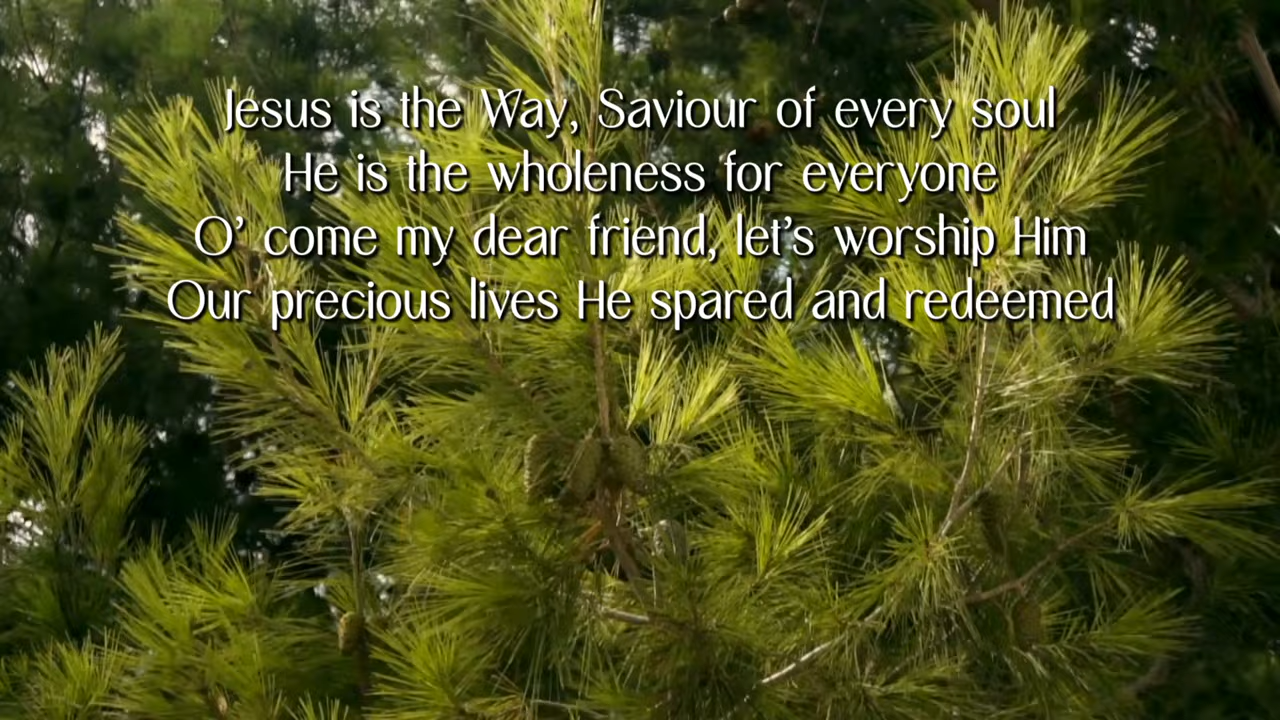 Jesus is the Way, Saviour of every soul
He is the wholeness for everyone
O’ come my dear friend, let’s worship Him
Our precious lives He spared and redeemed